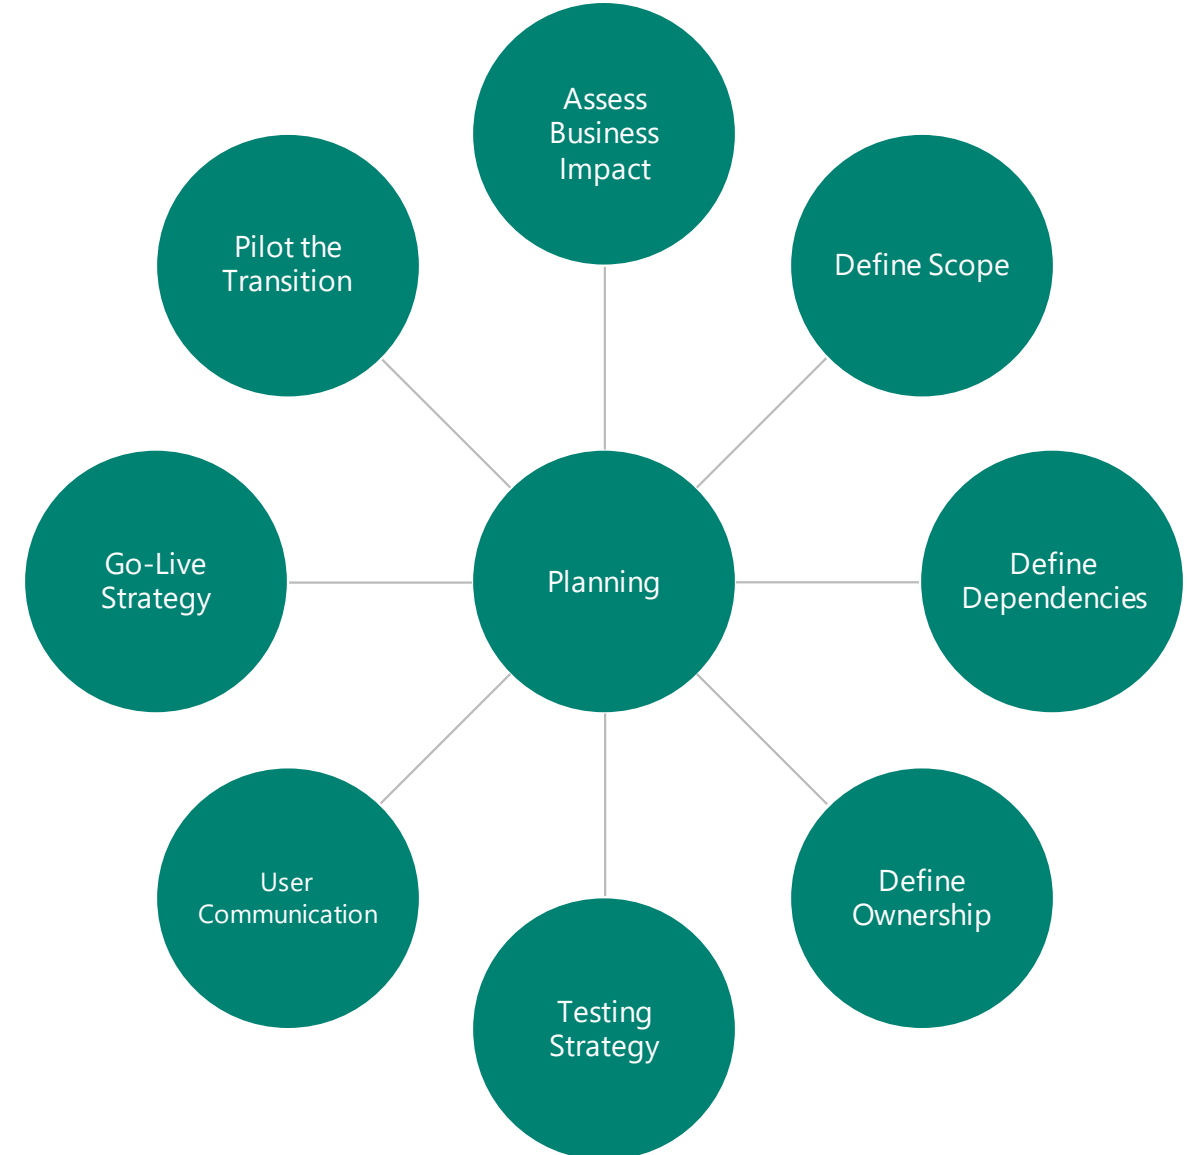 Assess
Business
Impact
Define Scope
Define
Dependencies
Define
Ownership
Testing
Strategy
User
Communication
Go-Live
Strategy
Pilot the
Transition
Planning